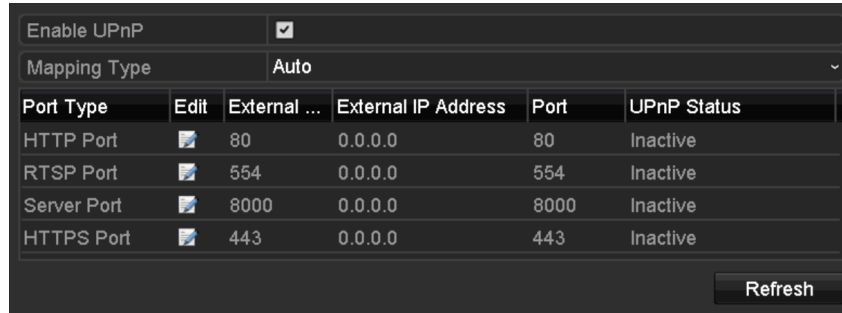 Enable UPnP
Mapping Type Auto
Port Type Edit External ... External IP Address Port UPnP Status
HTTP Port 80 0.0.0.0 80 Inactive
RTSP Port 554 0.0.0.0 554 Inactive
Server Port 8000 0.0.0.0 8000 Inactive
HTTPS Port 443 0.0.0.0 443 Inactive
Refresh